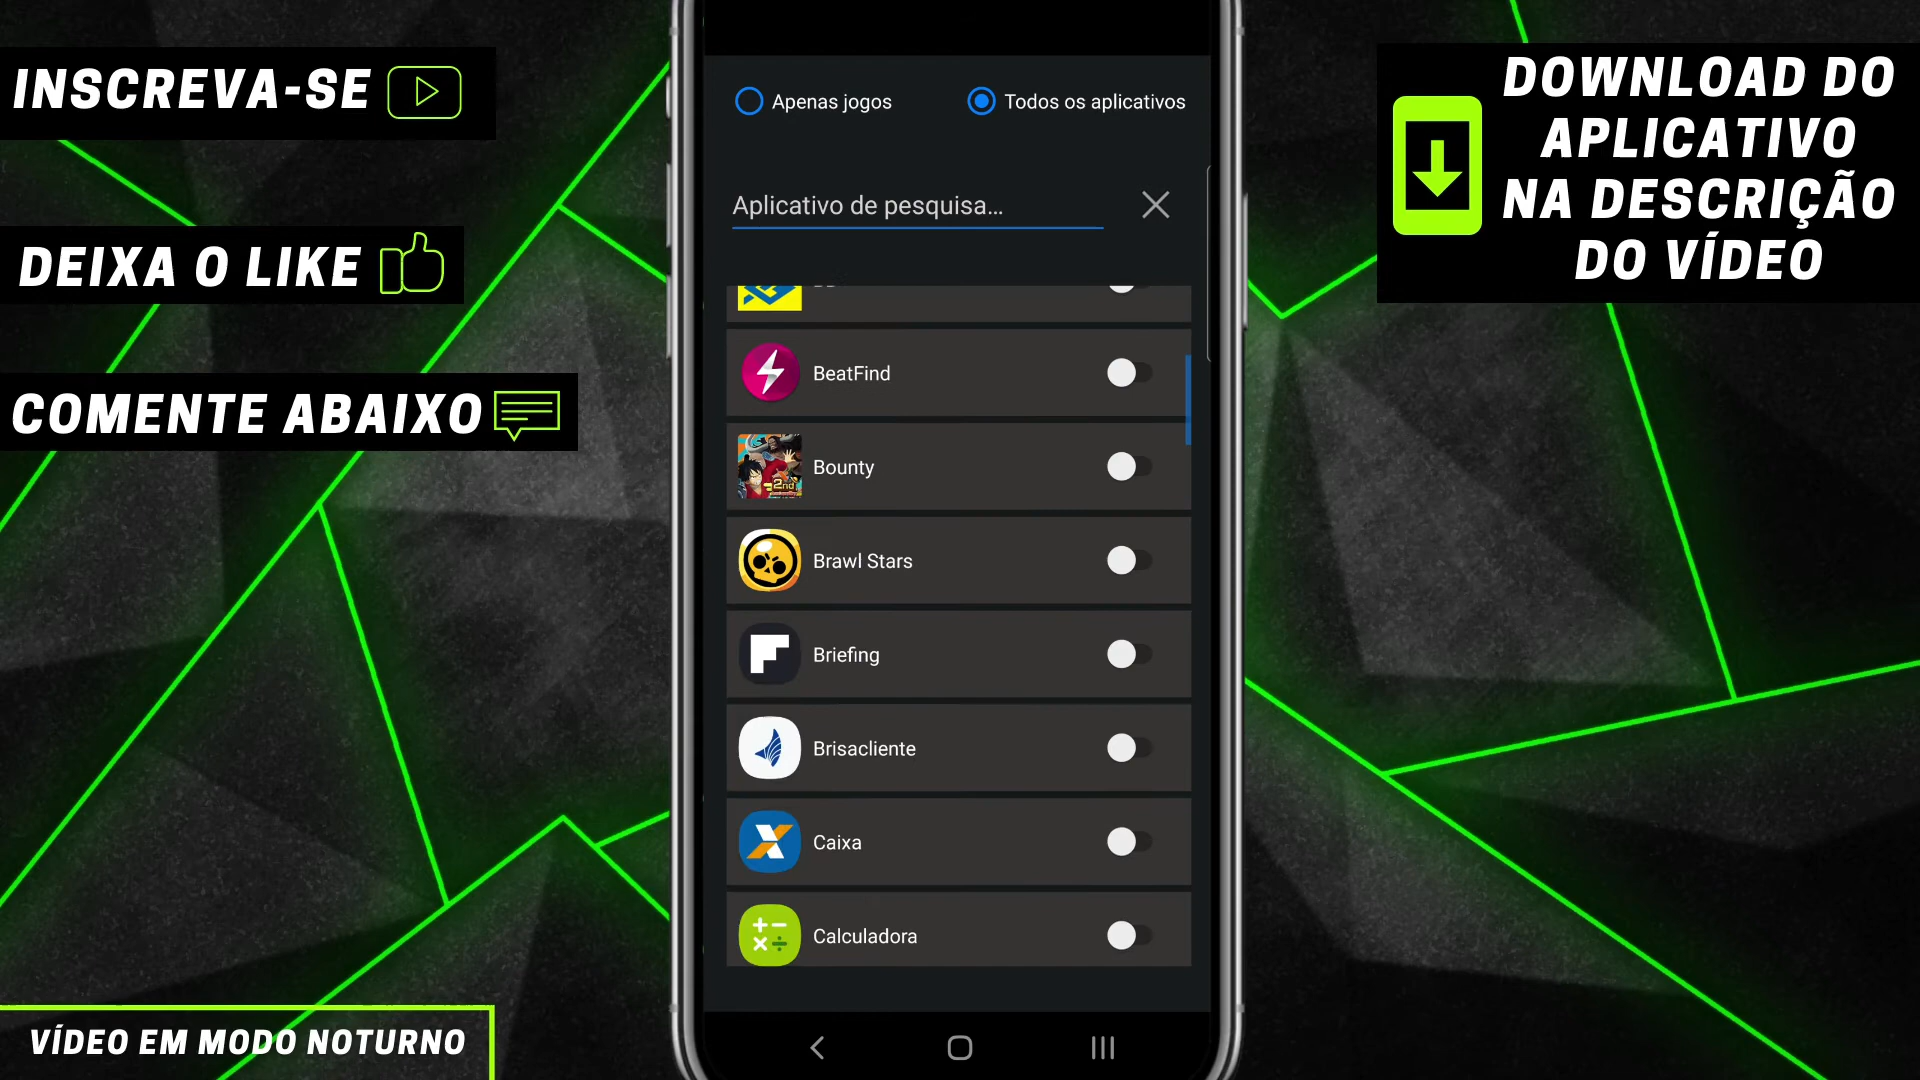 INSCREVA-SE
DEIXA O LIKE
COMENTE ABAIXO
VÍDEO EM MODO NOTURNO
Apenas jogos
Todos os aplicativos
Aplicativo de pesquisa...
BeatFind
2nd
Bounty
Brawl Stars
Briefing
Brisacliente
Caixa
Calculadora
DOWNLOAD DO
APLICATIVO
NA DESCRIÇÃO
DO VÍDEO